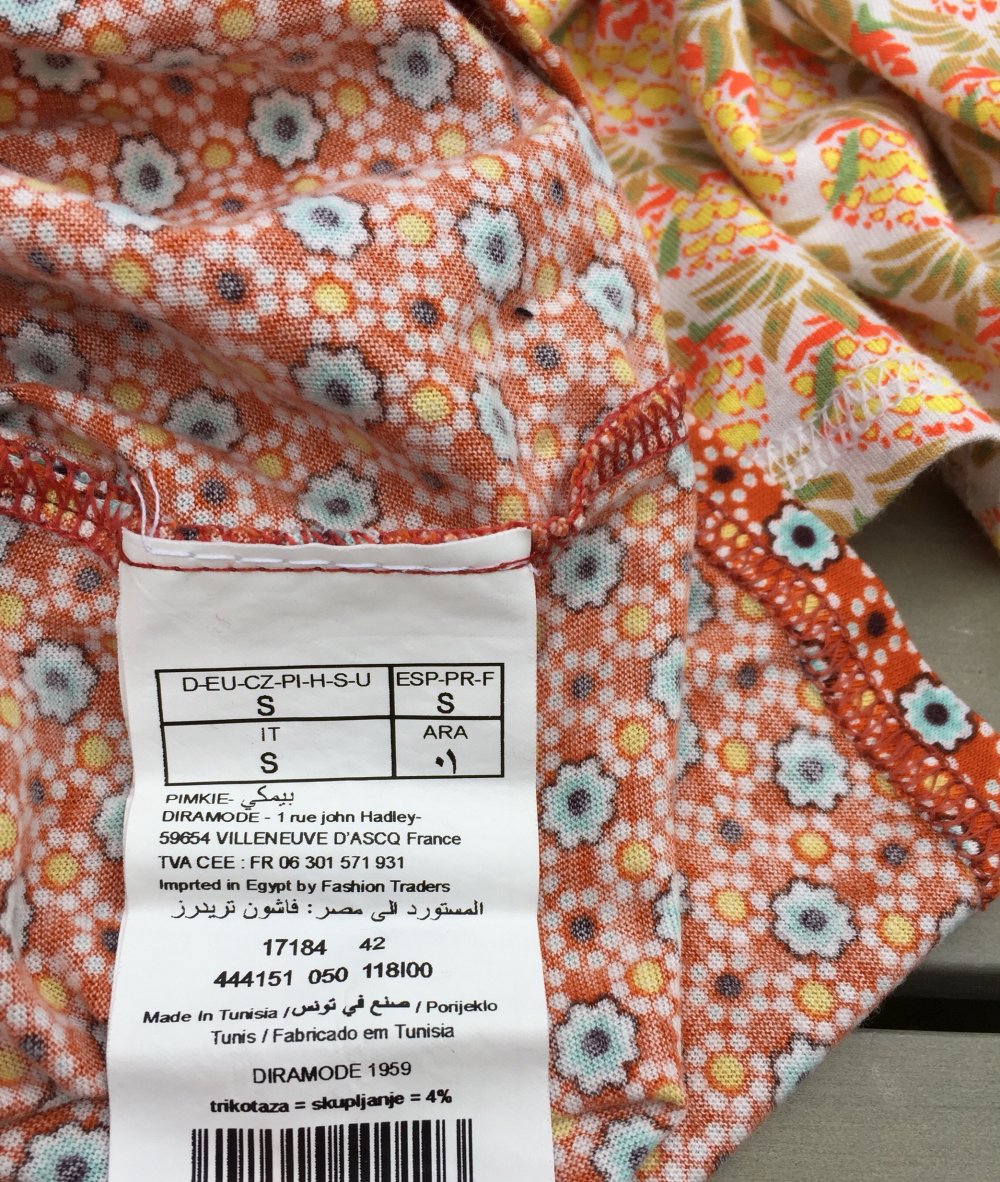 D-EU-CZ-PI-H-S-U ESP-PR-F
S S
IT ARA
S ٠١
PIMKIE- بيمكي
DIRAMODE - 1 rue john Hadley-
59654 VILLENEUVE D'ASCQ France
TVA CEE : FR 06 301 571 931
Imprted in Egypt by Fashion Traders
المستورد الى مصر: فاشون تريدرز
17184 42
444151 050 118I00
Made In Tunisia / صنع في تونس / Porijeklo
Tunis / Fabricado em Tunisia
DIRAMODE 1959
trikotaza = skupljanje = 4%